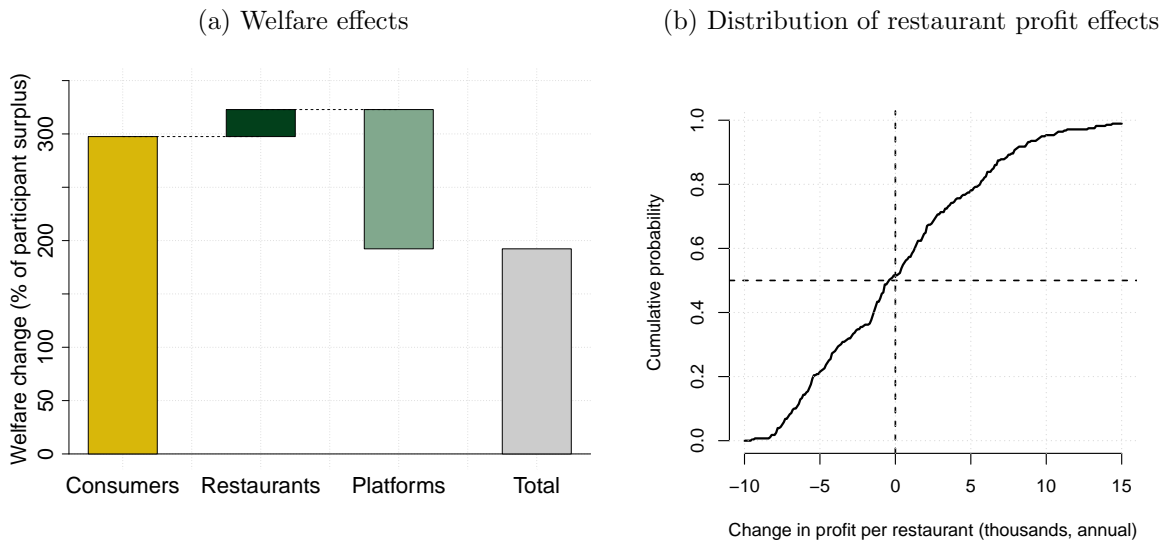 (a) Welfare effects
Welfare change (% of participant surplus)
300
200
100
50
0
Consumers Restaurants Platforms Total
(b) Distribution of restaurant profit effects
Cumulative probability
1.0
0.8
0.6
0.4
0.2
0.0
−10 −5 0 5 10 15
Change in profit per restaurant (thousands, annual)